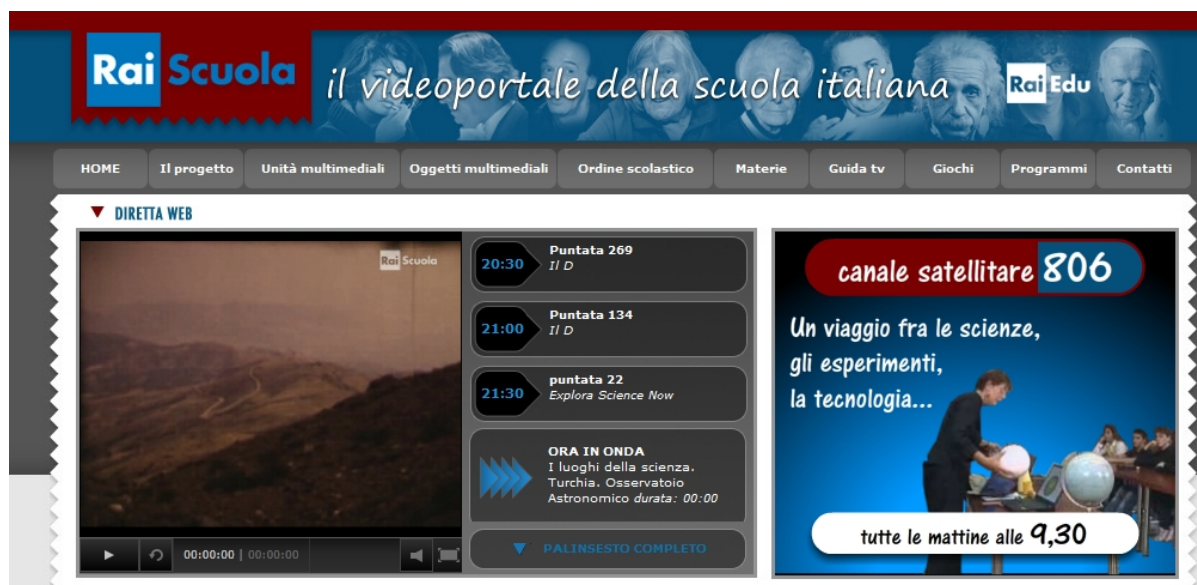 Rai Scuola
il videoportale della scuola italiana
Rai Edu
HOME Il progetto Unità multimediali Oggetti multimediali Ordine scolastico Materie Guida tv Giochi Programmi Contatti
DIRETTA WEB
Rai Scuola
20:30
Puntata 269
Il D
21:00
Puntata 134
Il D
21:30
puntata 22
Explora Science Now
ORA IN ONDA
I luoghi della scienza.
Turchia. Osservatoio
Astronomico durata: 00:00
PALINSESTO COMPLETO
00:00:00 | 00:00:00
canale satellitare 806
Un viaggio fra le scienze,
gli esperimenti,
la tecnologia...
tutte le mattine alle 9,30